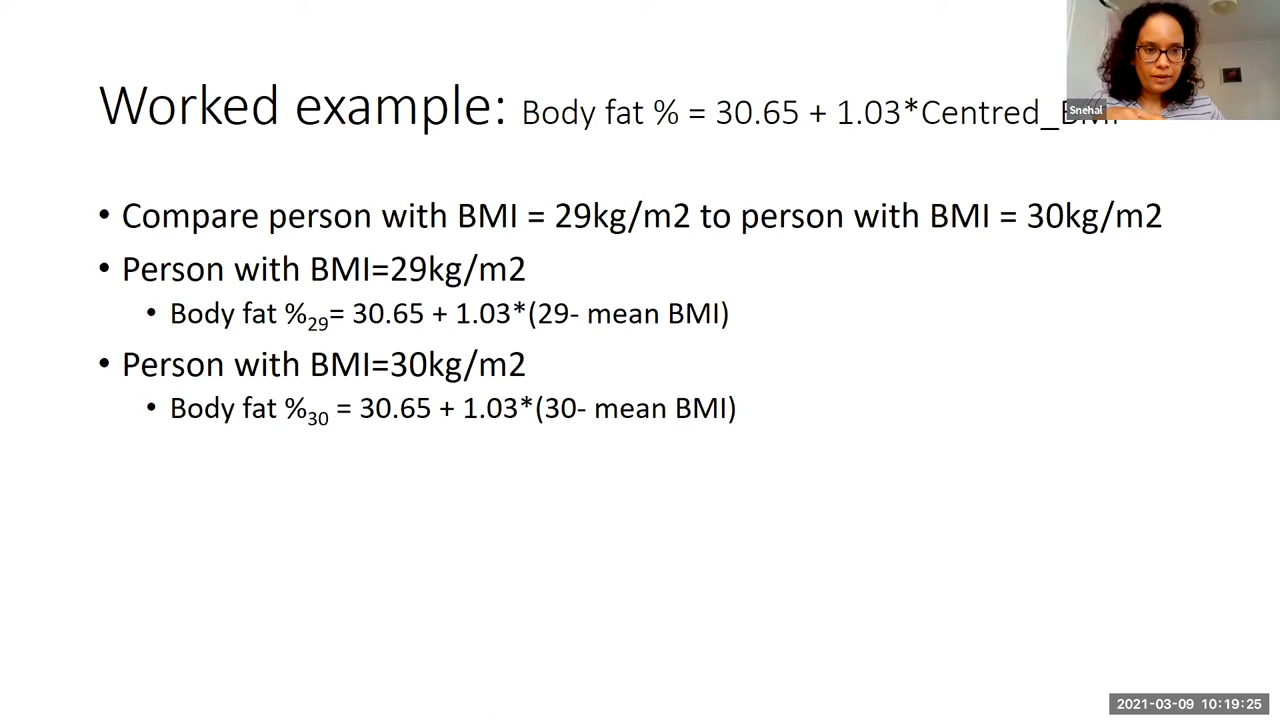 Worked example: Body fat % = 30.65 + 1.03*Centred_BMI
Snehal
• Compare person with BMI = 29kg/m2 to person with BMI = 30kg/m2
• Person with BMI=29kg/m2
• Body fat %29= 30.65 + 1.03*(29- mean BMI)
• Person with BMI=30kg/m2
• Body fat %30 = 30.65 + 1.03*(30- mean BMI)
2021-03-09 10:19:25